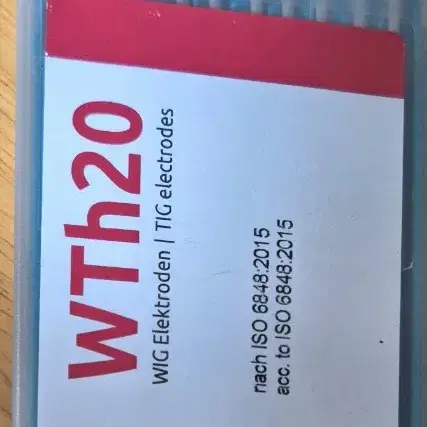 WTh20
WIG Elektroden | TIG electrodes
nach ISO 6848:2015
acc. to ISO 6848:2015